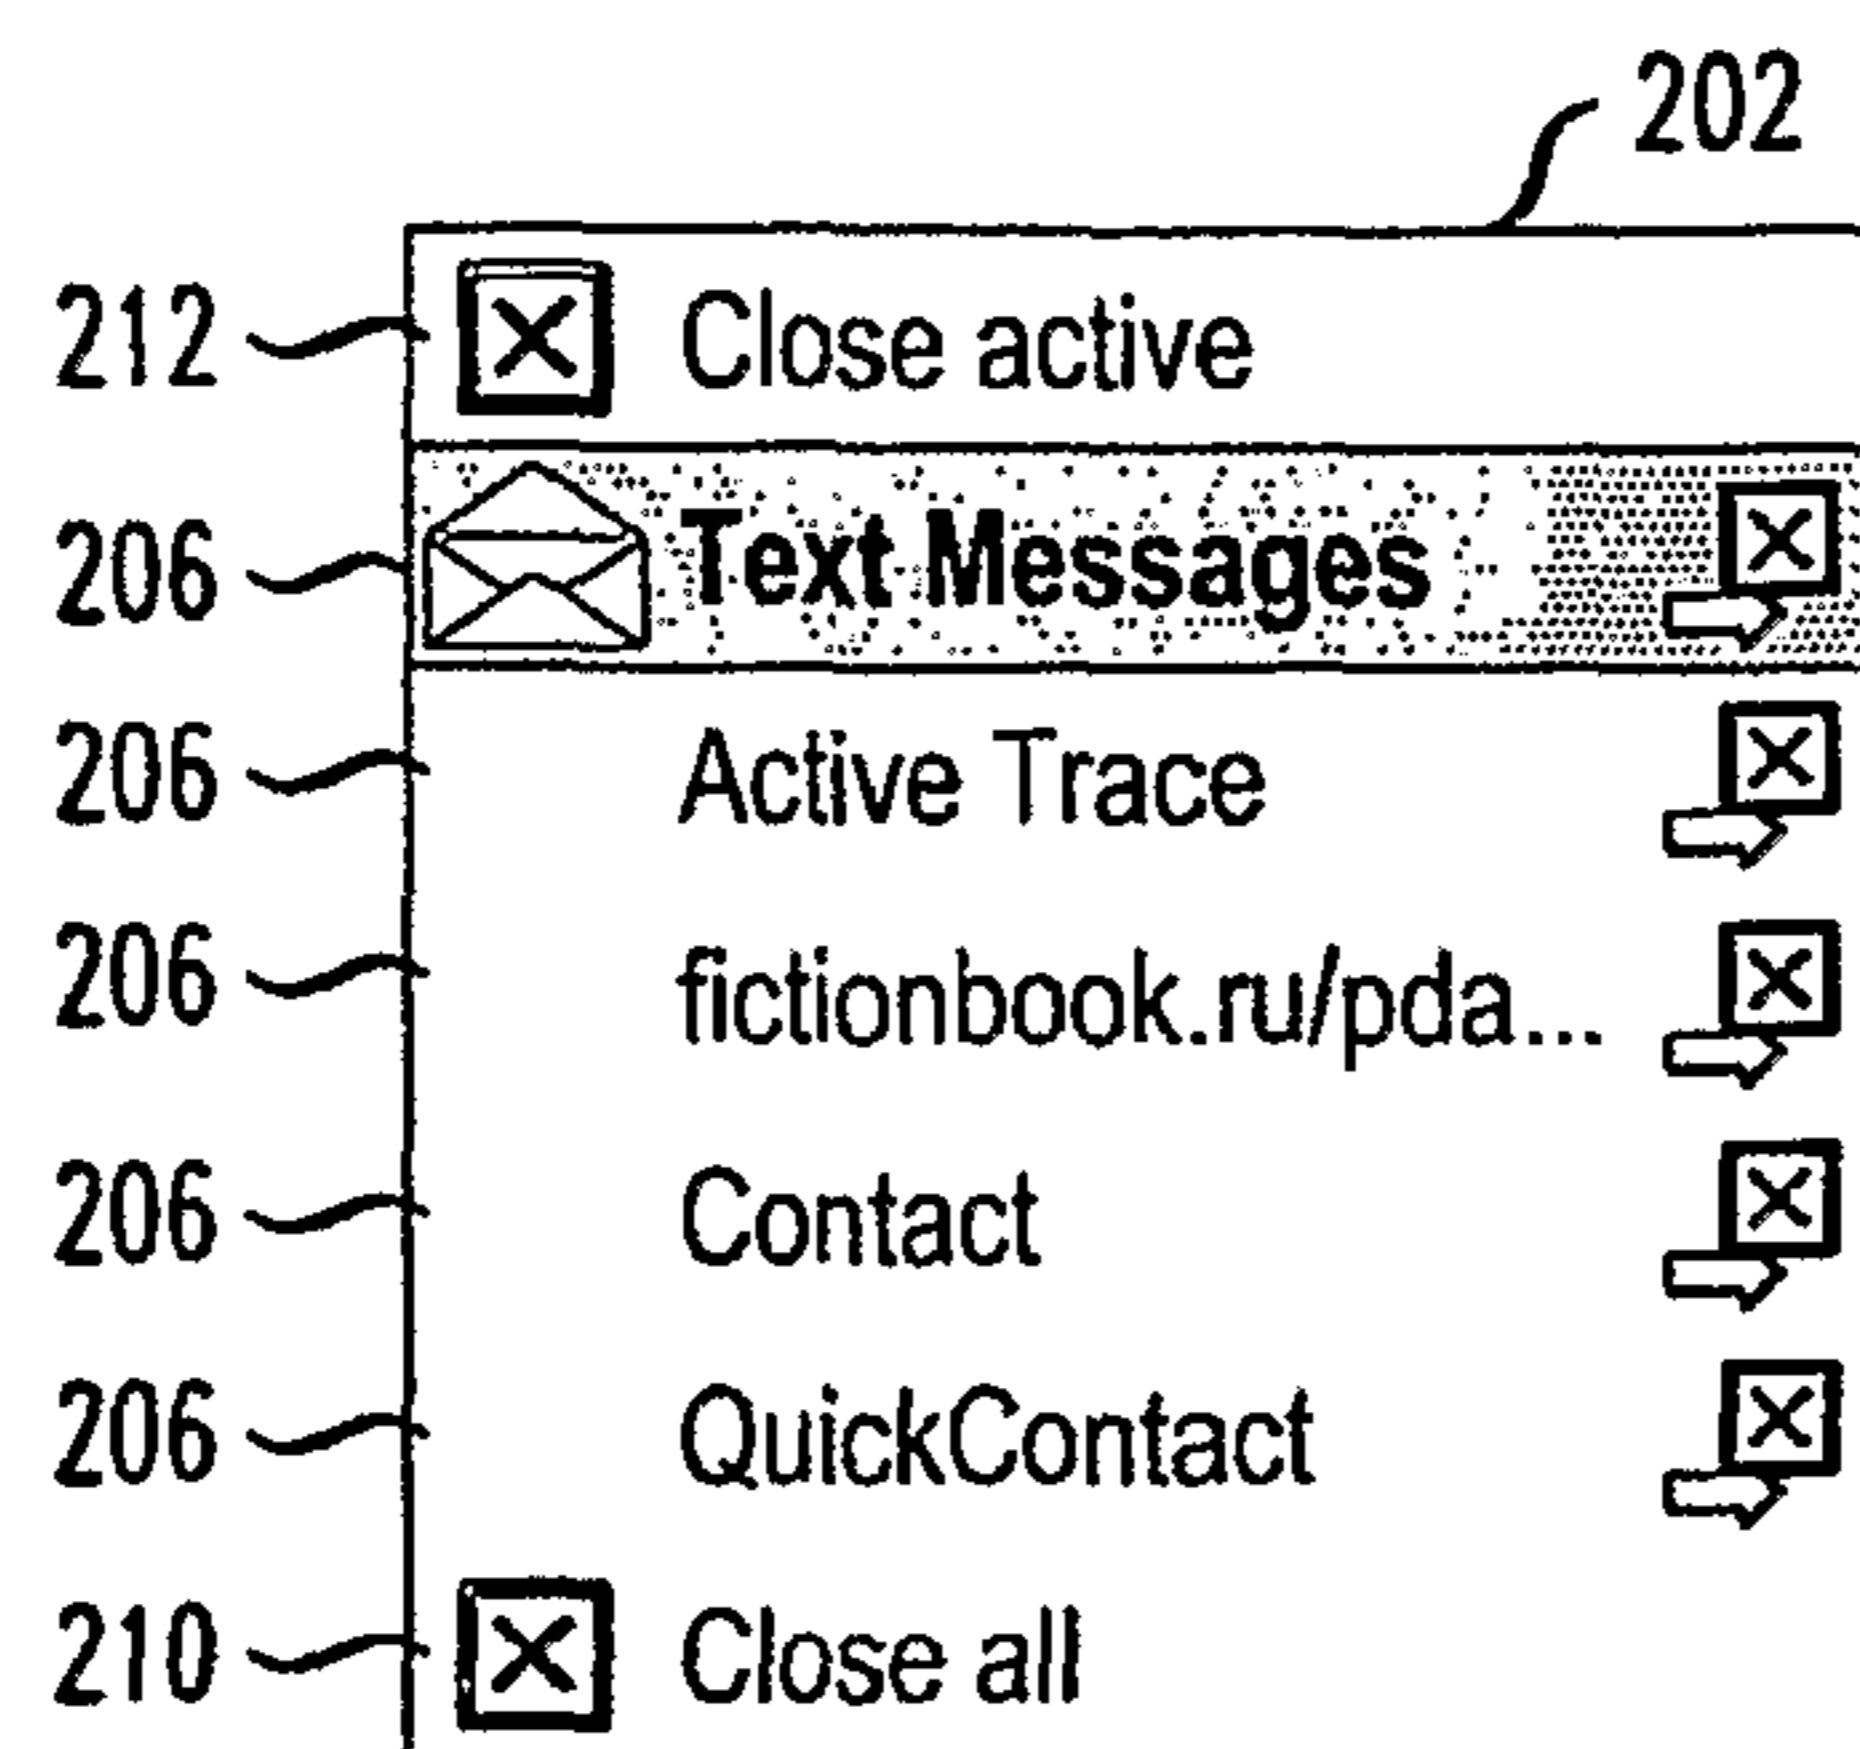 202
212 Close active
206 Text Messages
206 Active Trace
206 fictionbook.ru/pda...
206 Contact
206 QuickContact
210 Close all